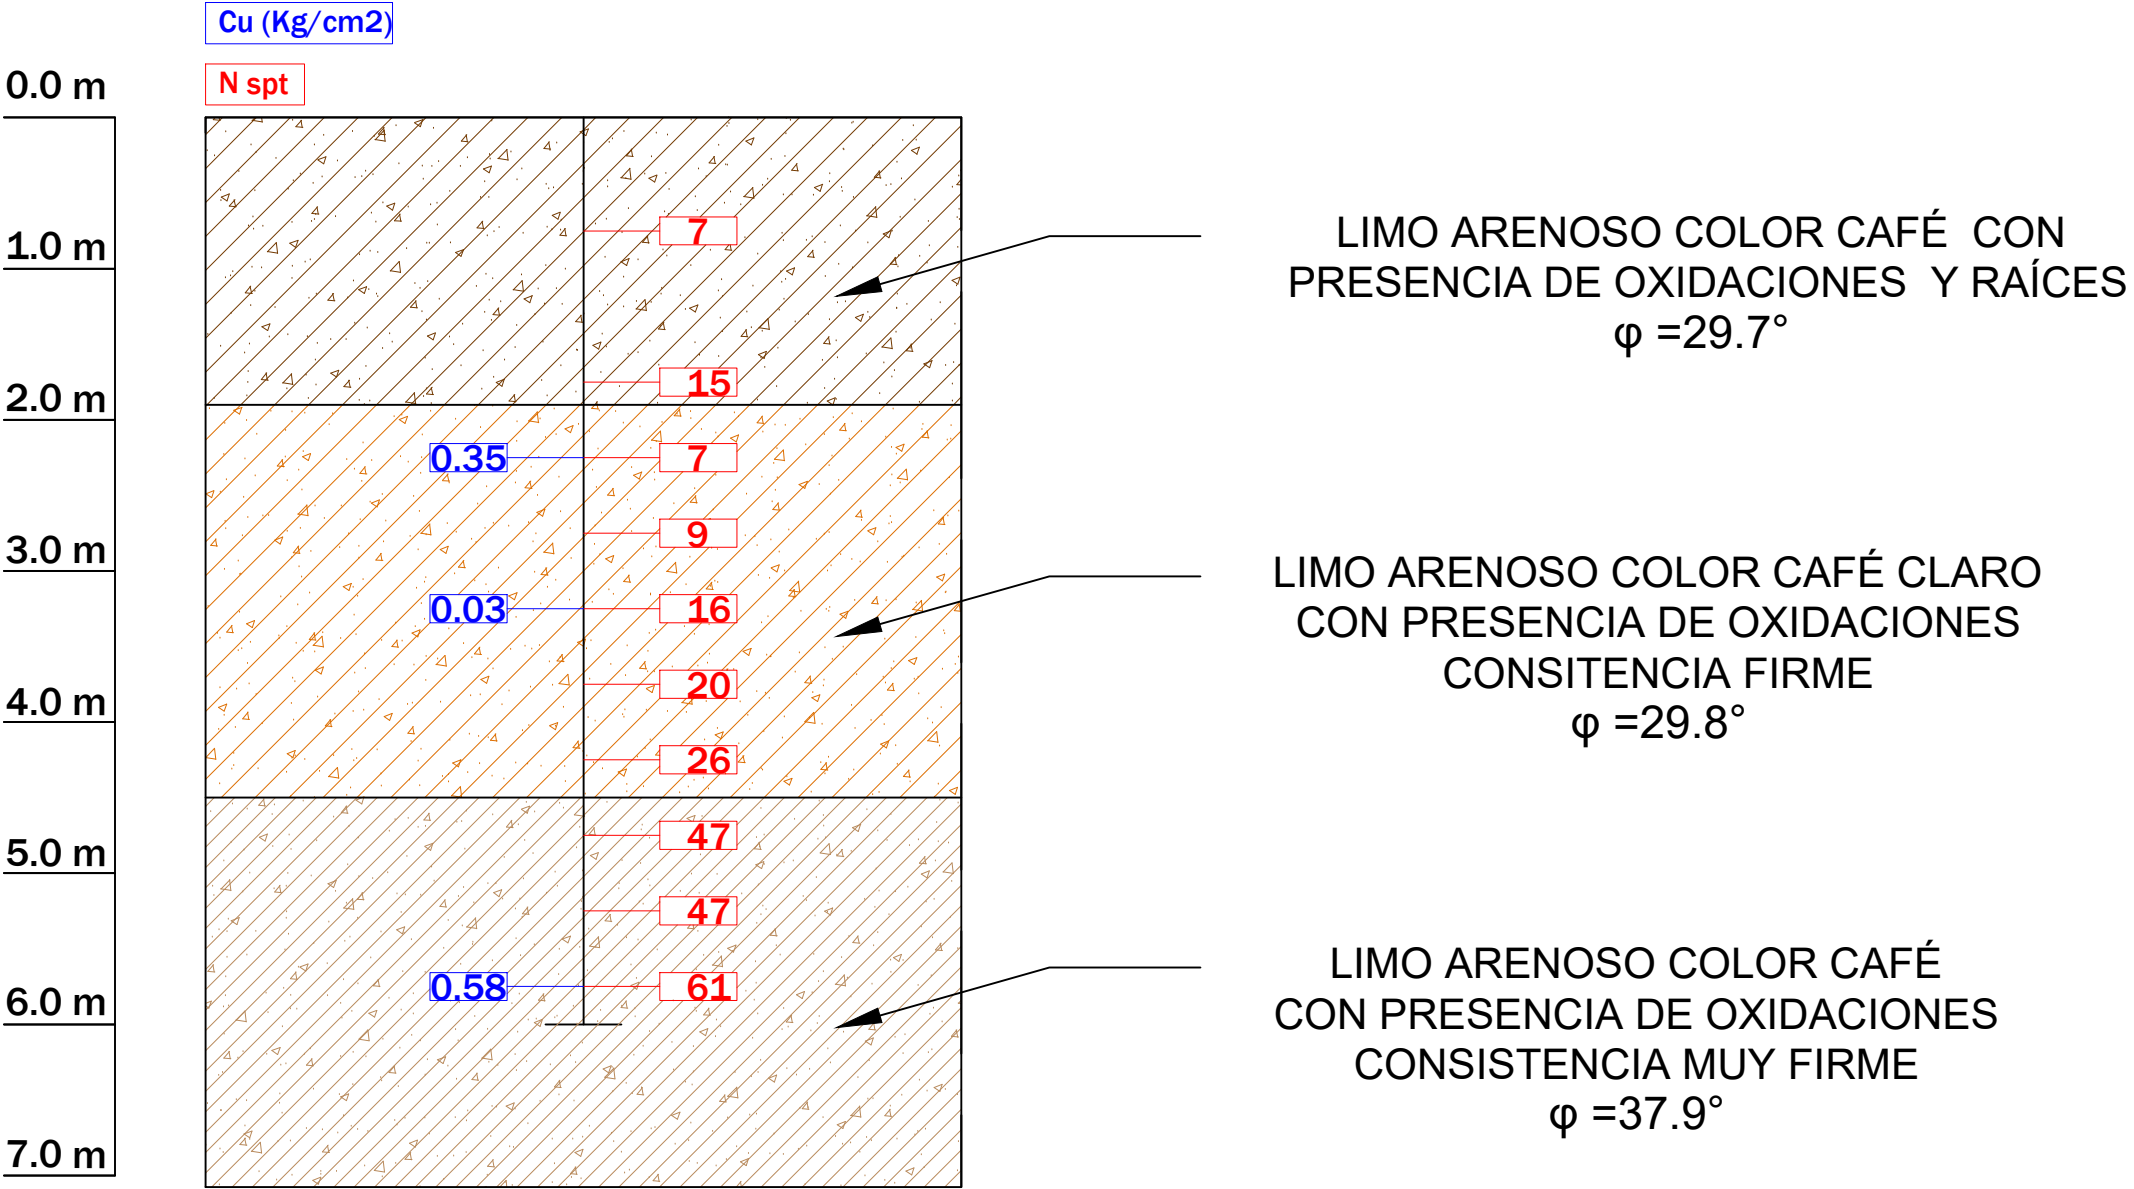 Cu (Kg/cm2)
N spt
0.0 m
1.0 m
2.0 m
3.0 m
4.0 m
5.0 m
6.0 m
7.0 m
7
15
0.35 7
9
0.03 16
20
26
47
47
0.58 61
LIMO ARENOSO COLOR CAFÉ CON
PRESENCIA DE OXIDACIONES Y RAÍCES
φ =29.7°
LIMO ARENOSO COLOR CAFÉ CLARO
CON PRESENCIA DE OXIDACIONES
CONSITENCIA FIRME
φ =29.8°
LIMO ARENOSO COLOR CAFÉ
CON PRESENCIA DE OXIDACIONES
CONSISTENCIA MUY FIRME
φ =37.9°